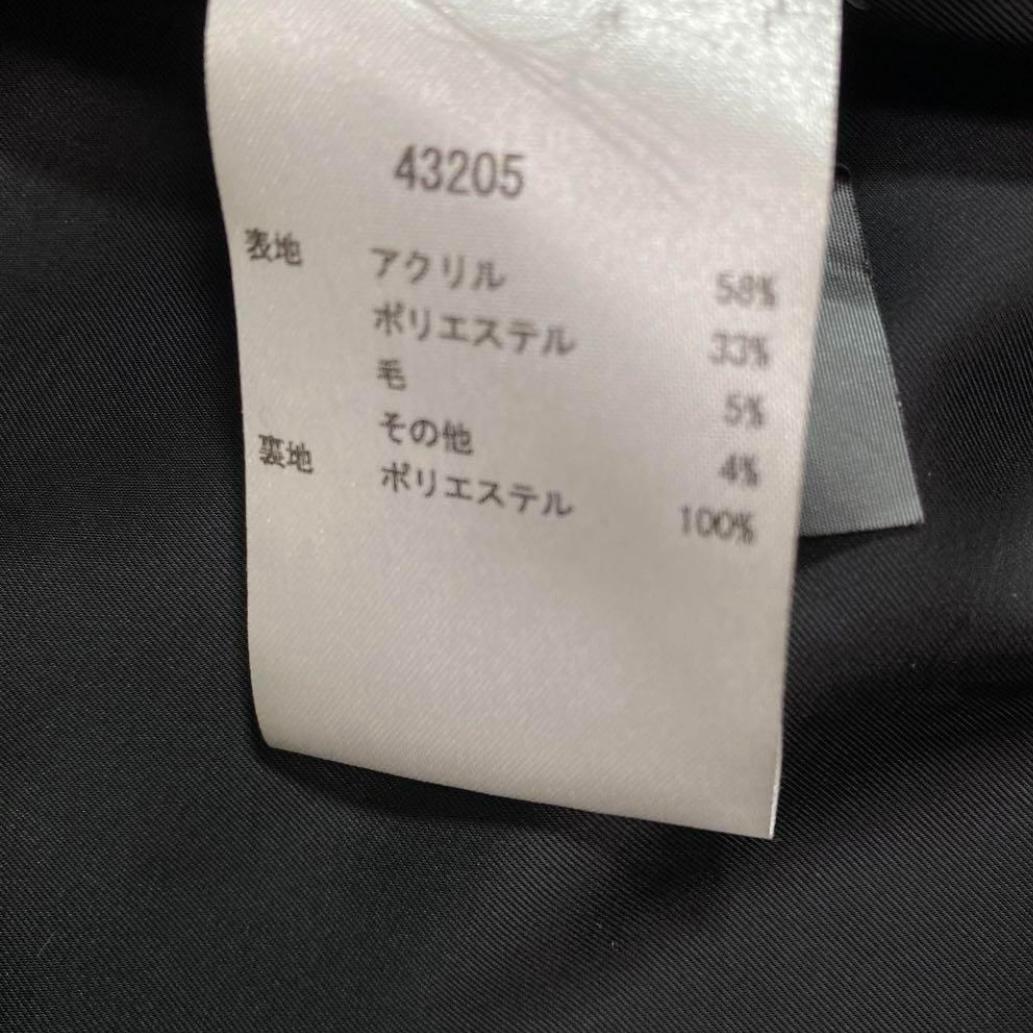 43205
表地 アクリル 58%
ポリエステル 33%
毛 5%
その他 4%
裏地 ポリエステル 100%